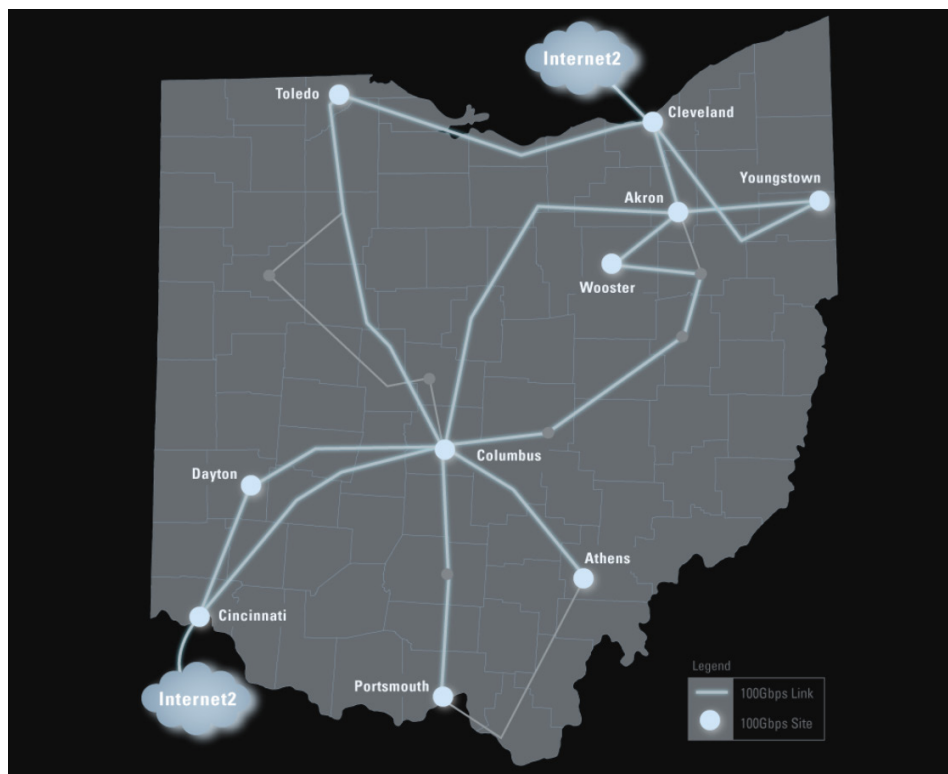 Internet2
Toledo
Cleveland
Youngstown
Akron
Wooster
Columbus
Dayton
Athens
Cincinnati
Portsmouth
Internet2
Legend
100Gbps Link
100Gbps Site